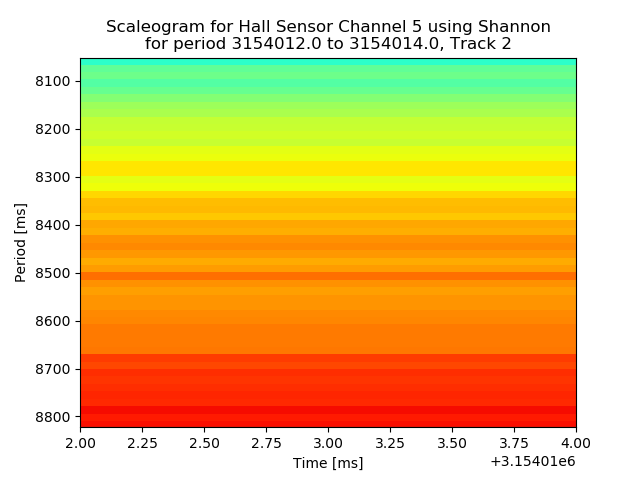 Scaleogram for Hall Sensor Channel 5 using Shannon
for period 3154012.0 to 3154014.0, Track 2
8100
8200
8300
8400
8500
8600
8700
8800
Period [ms]
2.00 2.25 2.50 2.75 3.00 3.25 3.50 3.75 4.00
Time [ms]
+3.15401e6